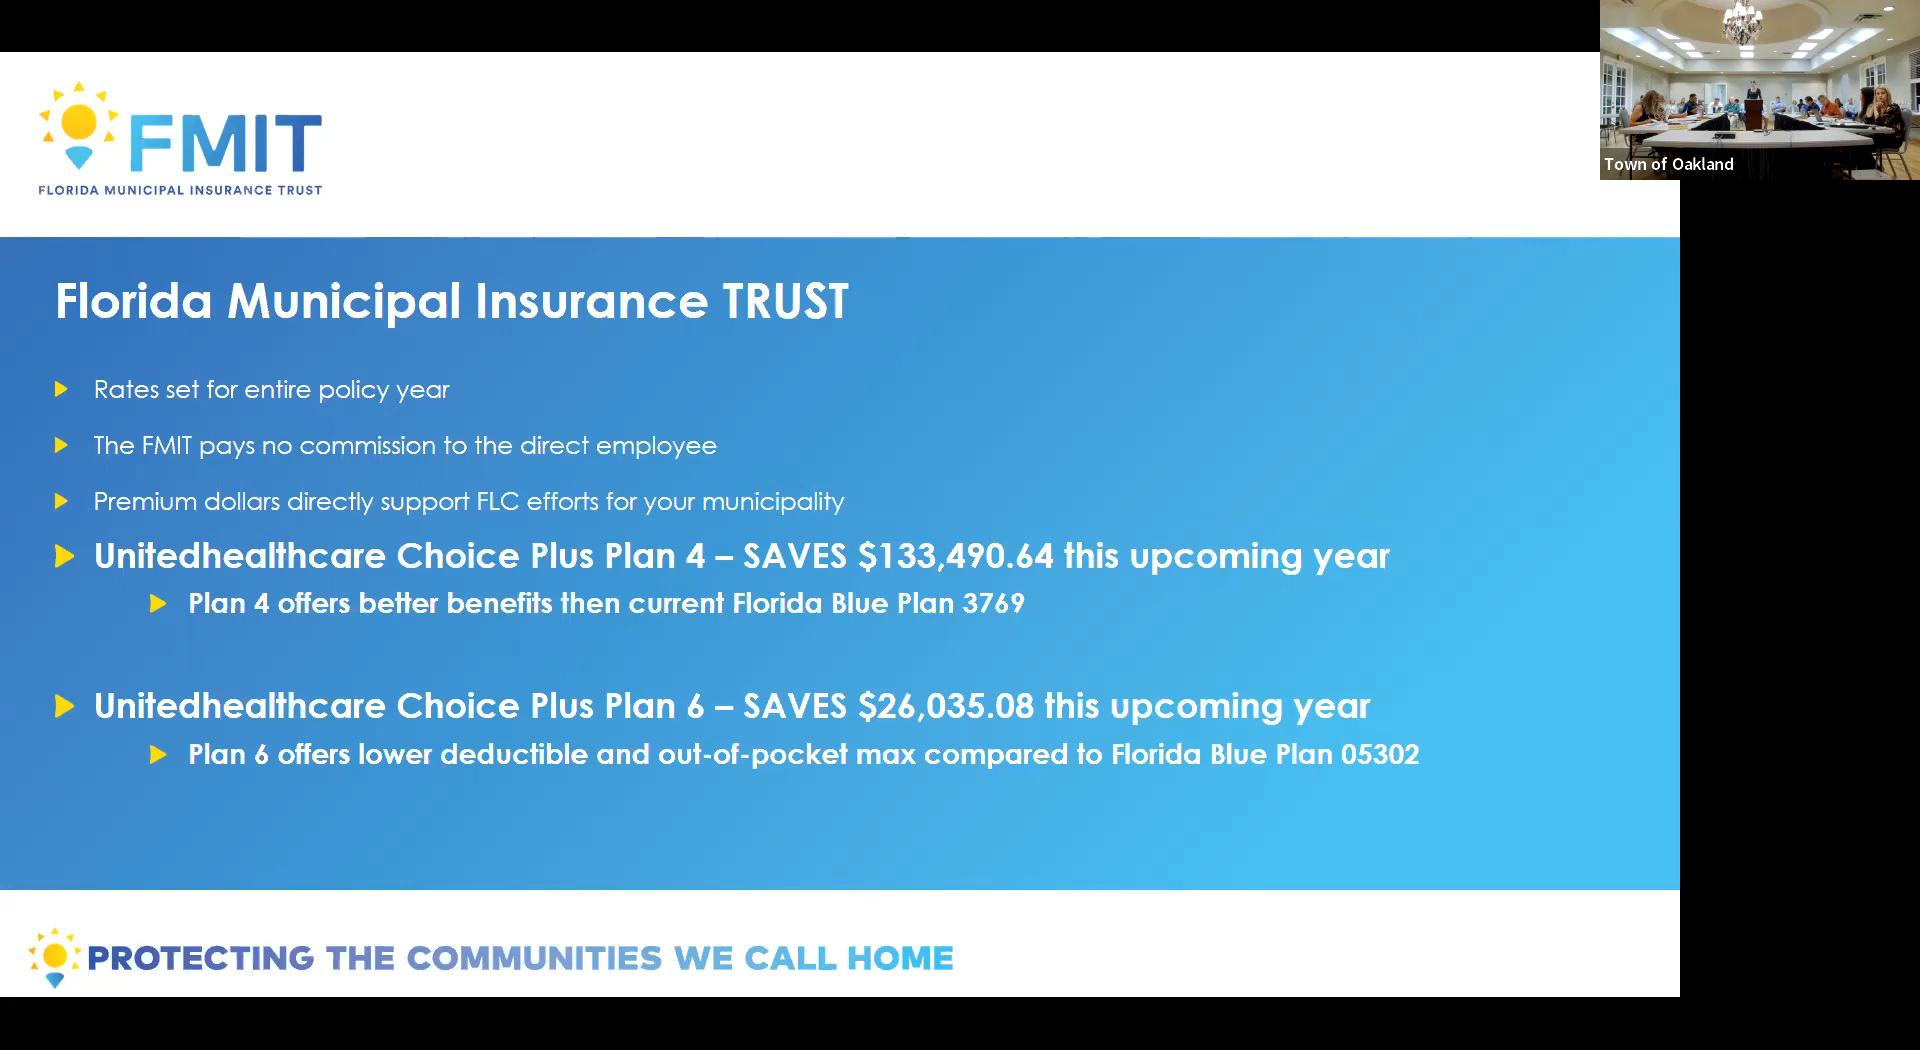 FMIT
FLORIDA MUNICIPAL INSURANCE TRUST
Town of Oakland
Florida Municipal Insurance TRUST
Rates set for entire policy year
The FMIT pays no commission to the direct employee
Premium dollars directly support FLC efforts for your municipality
Unitedhealthcare Choice Plus Plan 4 – SAVES $133,490.64 this upcoming year
Plan 4 offers better benefits then current Florida Blue Plan 3769
Unitedhealthcare Choice Plus Plan 6 – SAVES $26,035.08 this upcoming year
Plan 6 offers lower deductible and out-of-pocket max compared to Florida Blue Plan 05302
PROTECTING THE COMMUNITIES WE CALL HOME